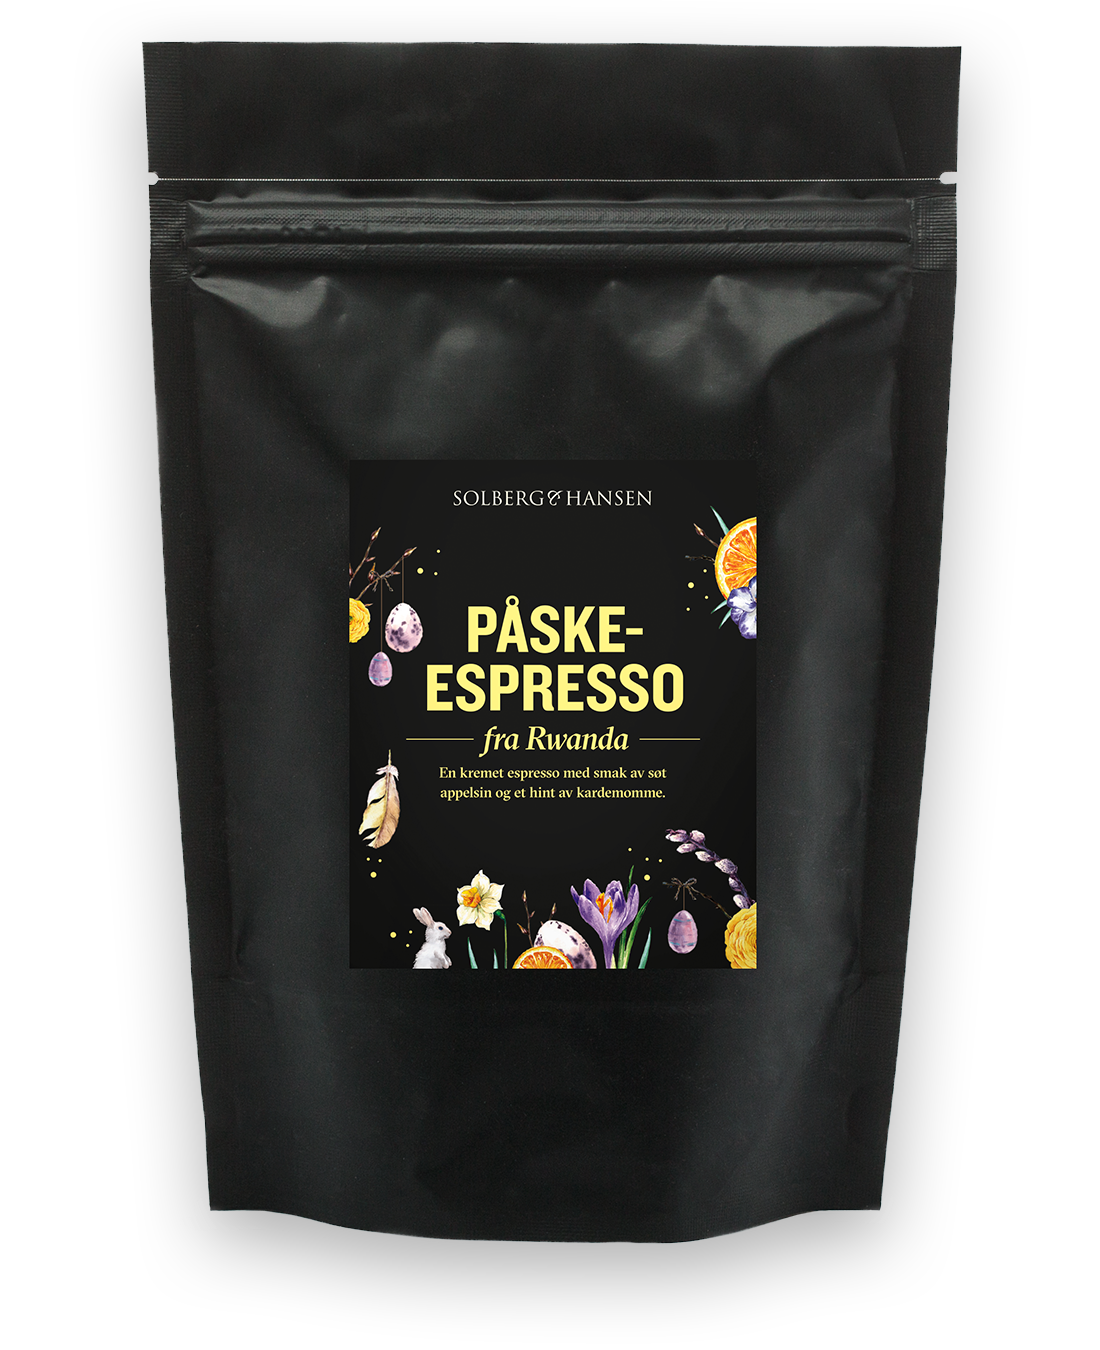 SOLBERG & HANSEN
PÅSKE-
ESPRESSO
fra Rwanda
En kremet espresso med smak av søt
appelsin og et hint av kardemomme.